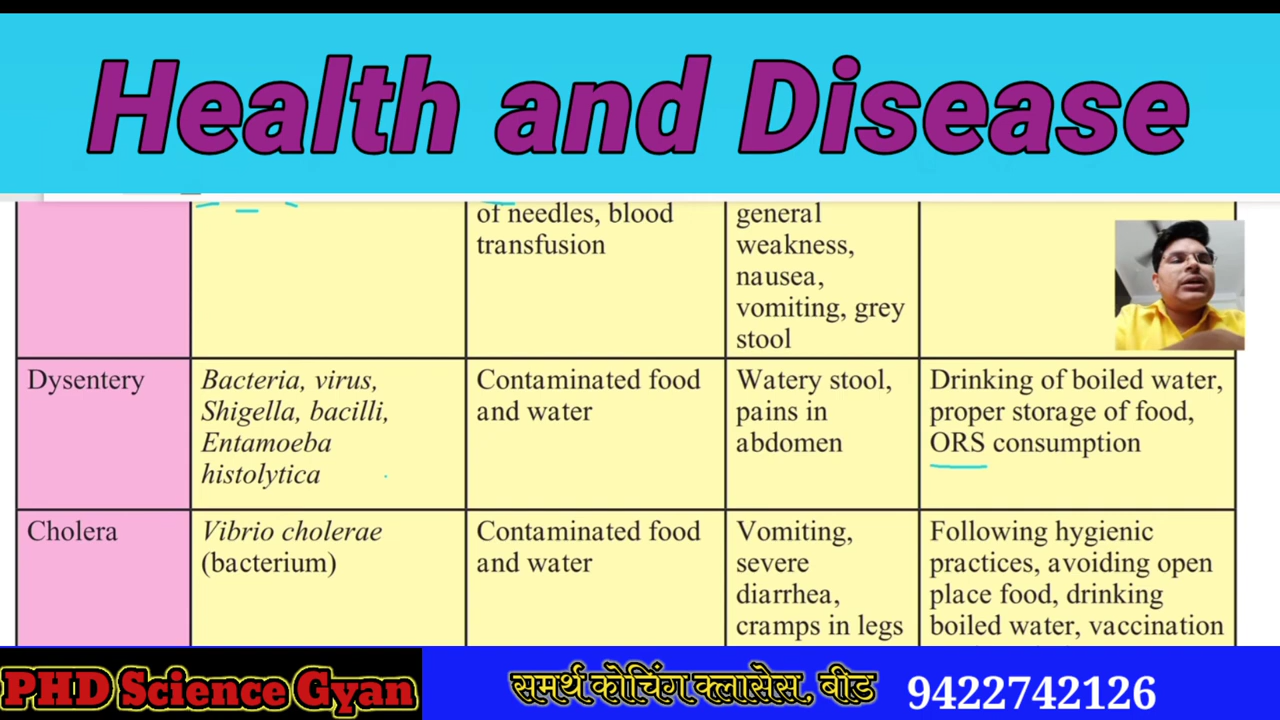 Health and Disease
of needles, blood
transfusion
general
weakness,
nausea,
vomiting, grey
stool
Dysentery
Bacteria, virus,
Shigella, bacilli,
Entamoeba
histolytica
Contaminated food
and water
Watery stool,
pains in
abdomen
Drinking of boiled water,
proper storage of food,
ORS consumption
Cholera
Vibrio cholerae
(bacterium)
Contaminated food
and water
Vomiting,
severe
diarrhea,
cramps in legs
Following hygienic
practices, avoiding open
place food, drinking
boiled water, vaccination
PHD Science Gyan
समर्थ कोचिंग क्लासेस, बीड
9422742126